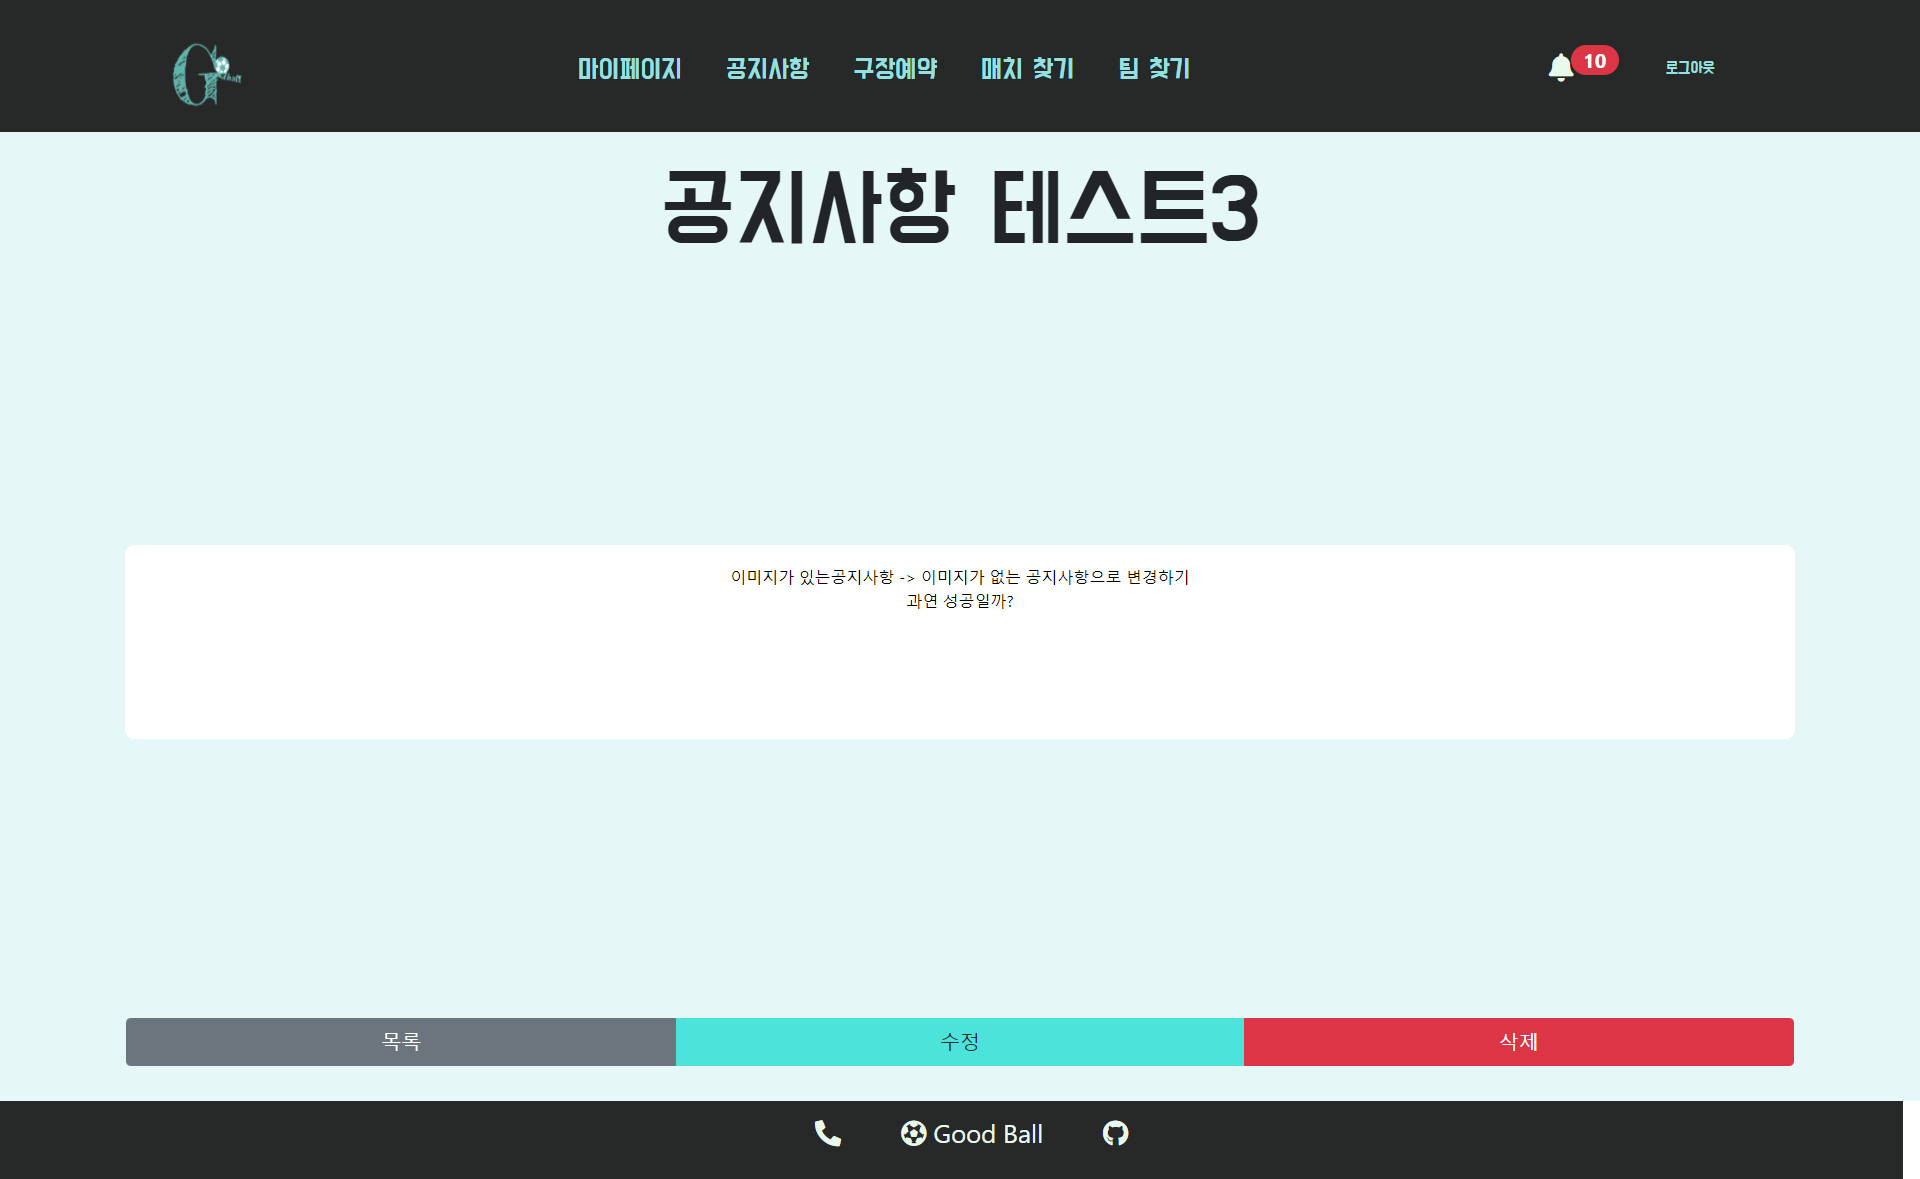 마이페이지 공지사항 구장예약 매치 찾기 팀 찾기 10 로그아웃
공지사항 테스트3
이미지가 있는공지사항 -> 이미지가 없는 공지사항으로 변경하기
과연 성공일까?
목록 수정 삭제
Good Ball